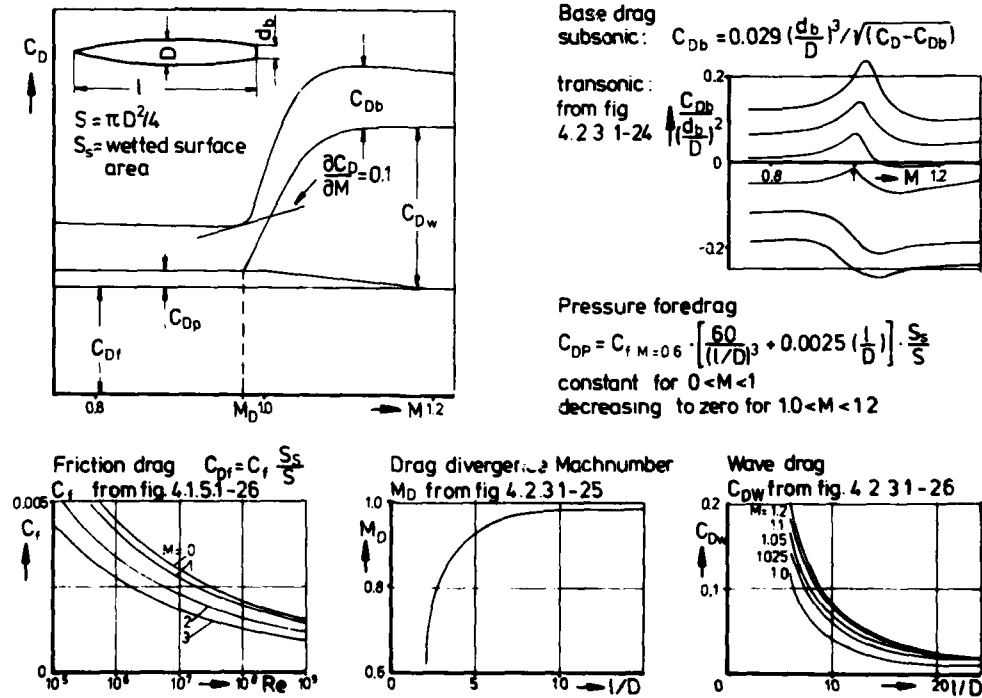 C_D
D
d_b
l
S = πD²/4
S_s = wetted surface
area
∂C_D/∂M = 0.1
C_Db
C_Dw
C_Dp
C_Df
0.8 M_D 1.0 M 1.2
Base drag
subsonic: C_Db = 0.029 (d_b/D)³/√(C_D-C_Db)
transonic:
from fig
4.2 3 1-24
C_Db/(d_b/D)²
0.2
0
-0.2
0.8 M 1.2
Pressure foredrag
C_DP = C_f M=0.6 · [60/(l/D)³ + 0.0025 (l/D)] · S_s/S
constant for 0<M<1
decreasing to zero for 1.0<M<1.2
Friction drag C_Df = C_f S_s/S
C_f from fig. 4.1.5.1-26
0.005
C_f
M=0
1
2
3
0
10⁵ 10⁶ 10⁷ 10⁸ Re 10⁹
Drag divergence Machnumber
M_D from fig 4.2.3 1-25
1.0
M_D
0.8
0.6
0 5 l/D
Wave drag
C_DW from fig. 4 2 3 1-26
0.2
C_Dw
0.1
M=1.2
1.1
1.05
1.025
1.0
0 10 20 l/D